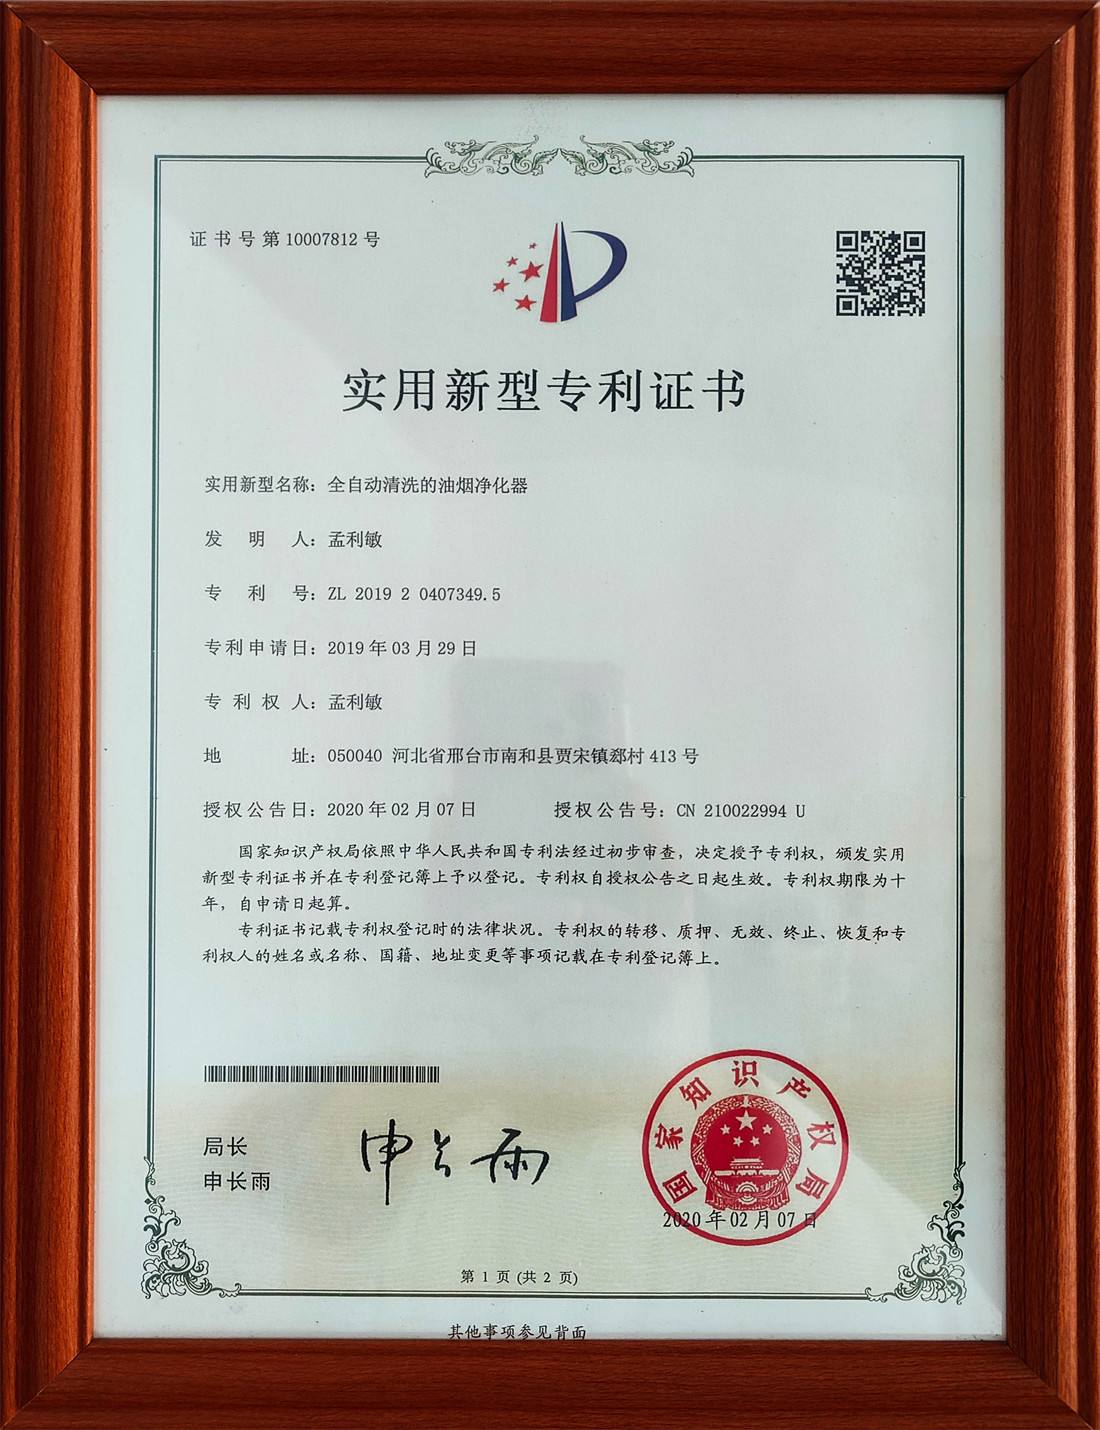 证书号第10007812号
实用新型专利证书
实用新型名称：全自动清洗的油烟净化器
发明人：孟利敏
专利号：ZL 2019 2 0407349.5
专利申请日：2019年03月29日
专利权人：孟利敏
地址：050040 河北省邢台市南和县贾宋镇郄村413号
授权公告日：2020年02月07日 授权公告号：CN 210022994 U
国家知识产权局依照中华人民共和国专利法经过初步审查，决定授予专利权，颁发实用
新型专利证书并在专利登记簿上予以登记。专利权自授权公告之日起生效。专利权期限为十
年，自申请日起算。
专利证书记载专利权登记时的法律状况。专利权的转移、质押、无效、终止、恢复和专
利权人的姓名或名称、国籍、地址变更等事项记载在专利登记簿上。
局长
申长雨
申长雨
国家知识产权局
2020年02月07日
第1页(共2页)
其他事项参见背面